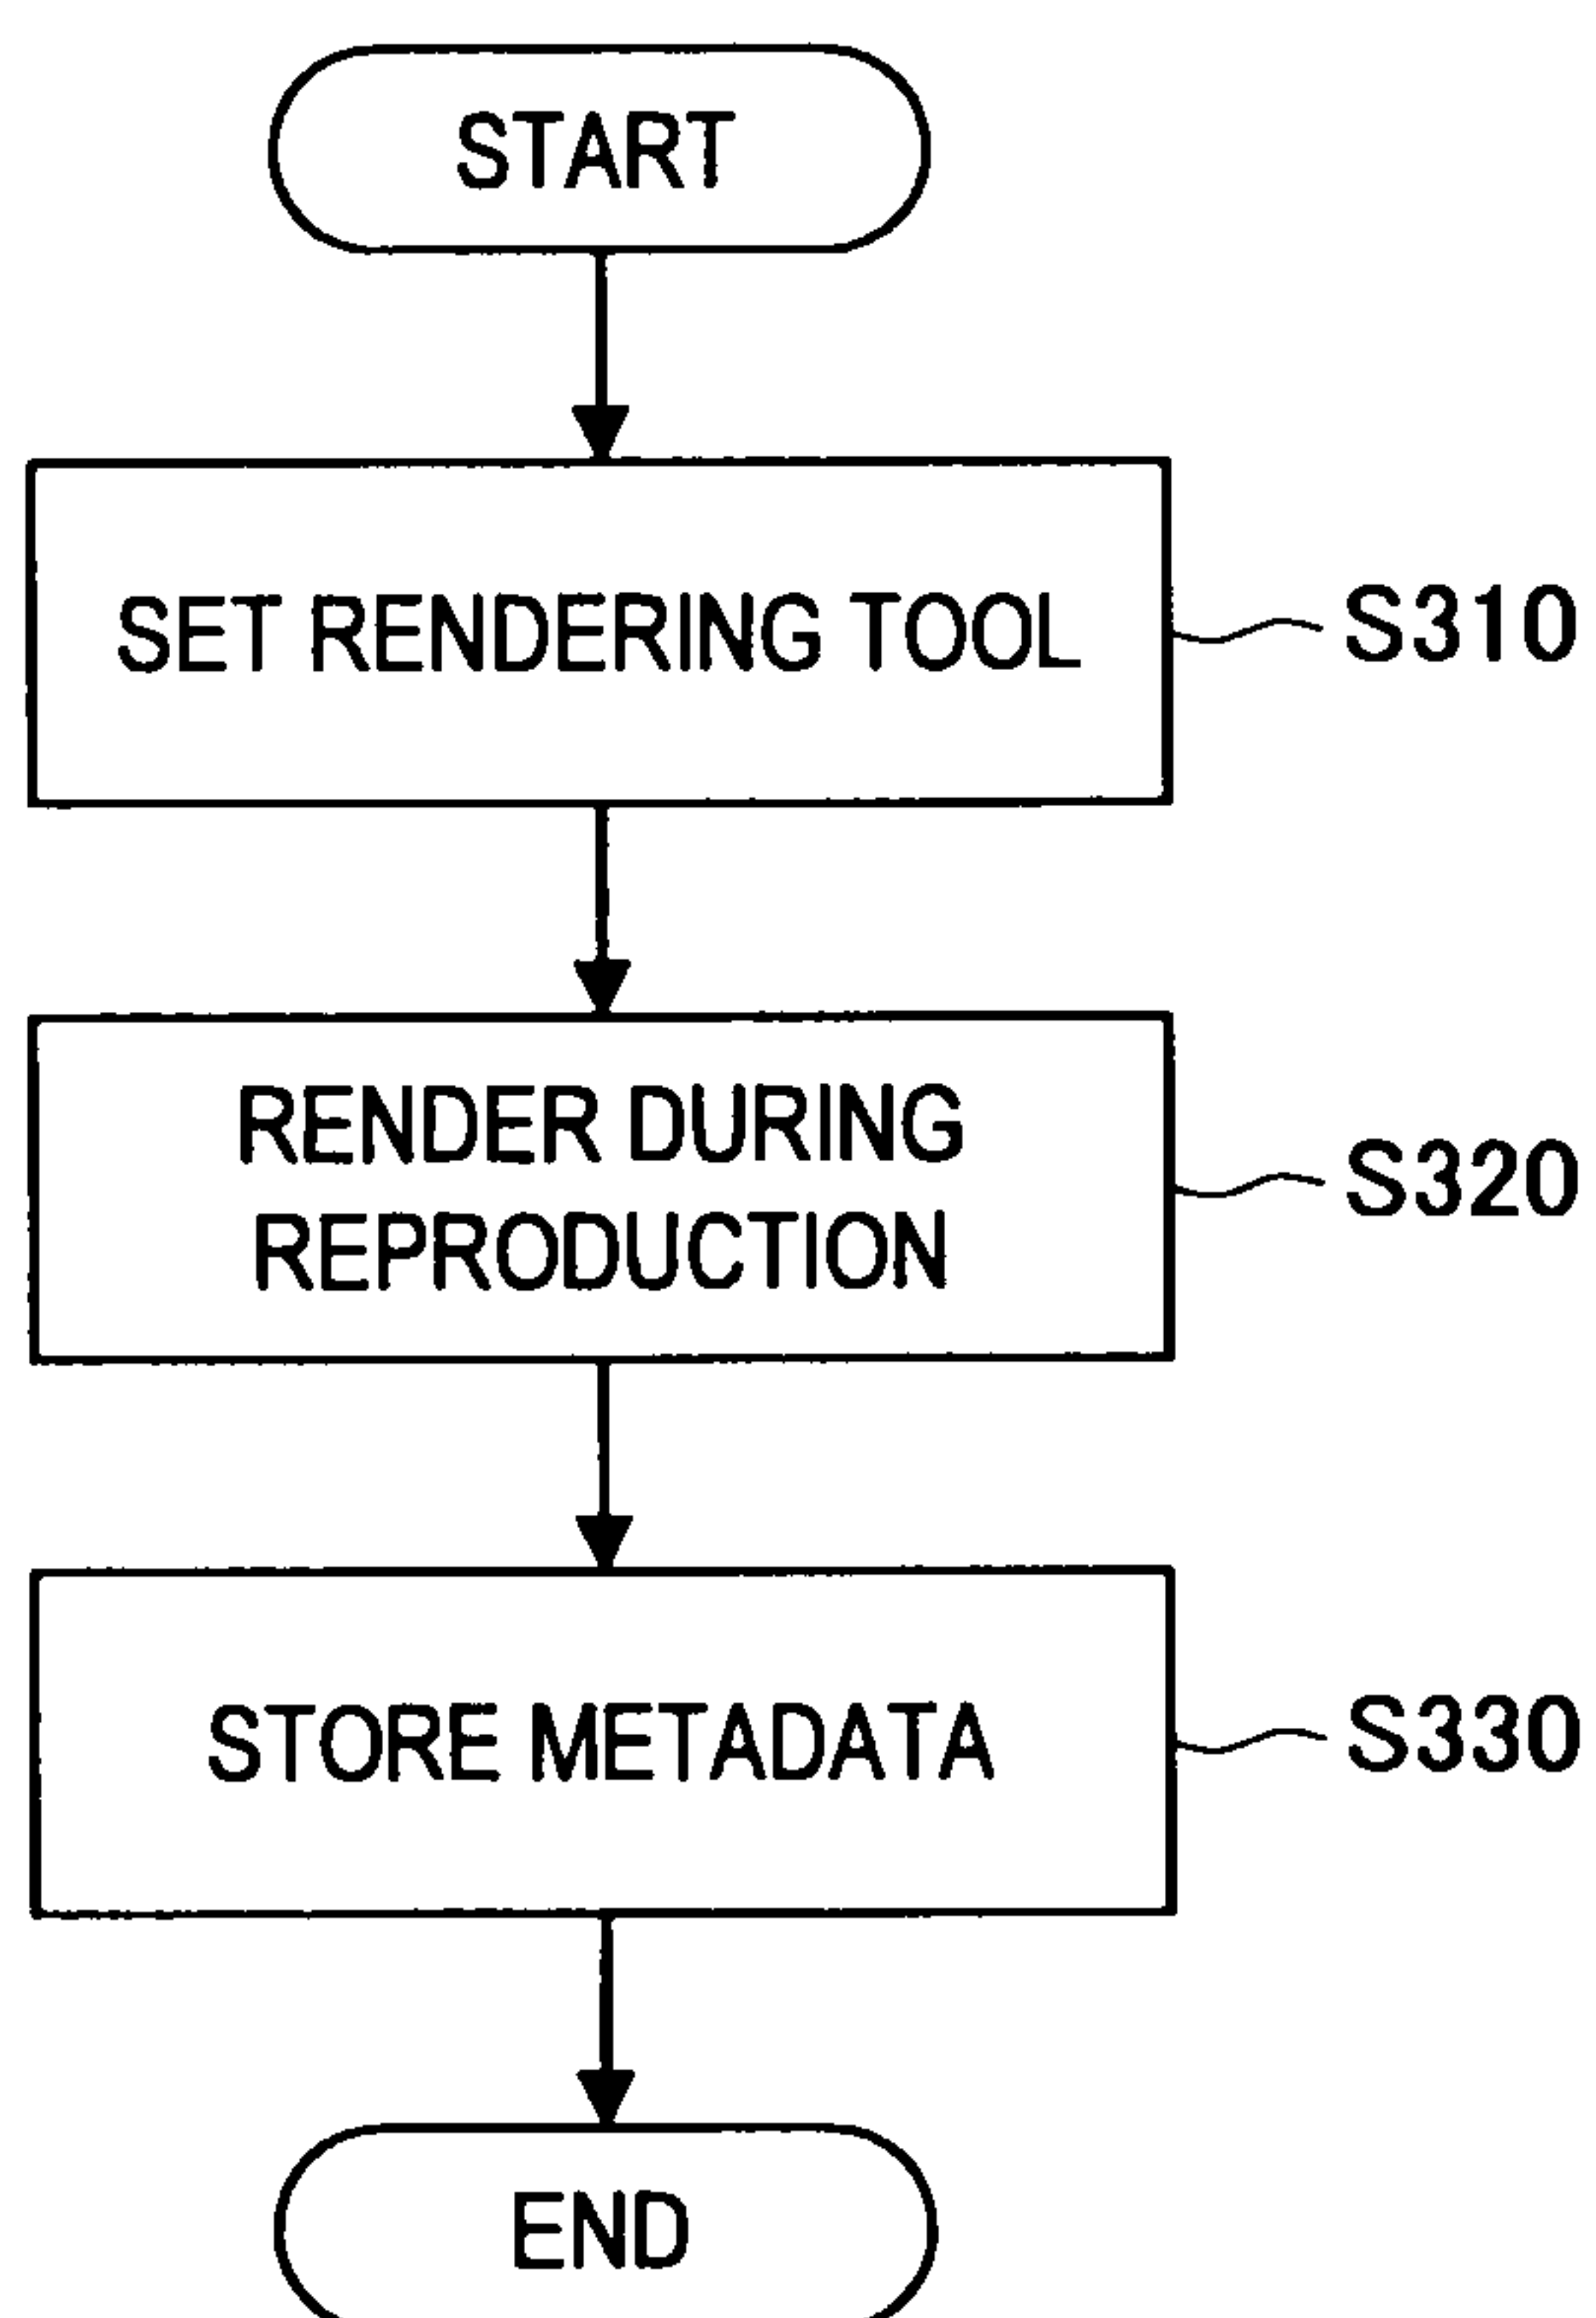 START
SET RENDERING TOOL
S310
RENDER DURING
REPRODUCTION
S320
STORE METADATA
S330
END